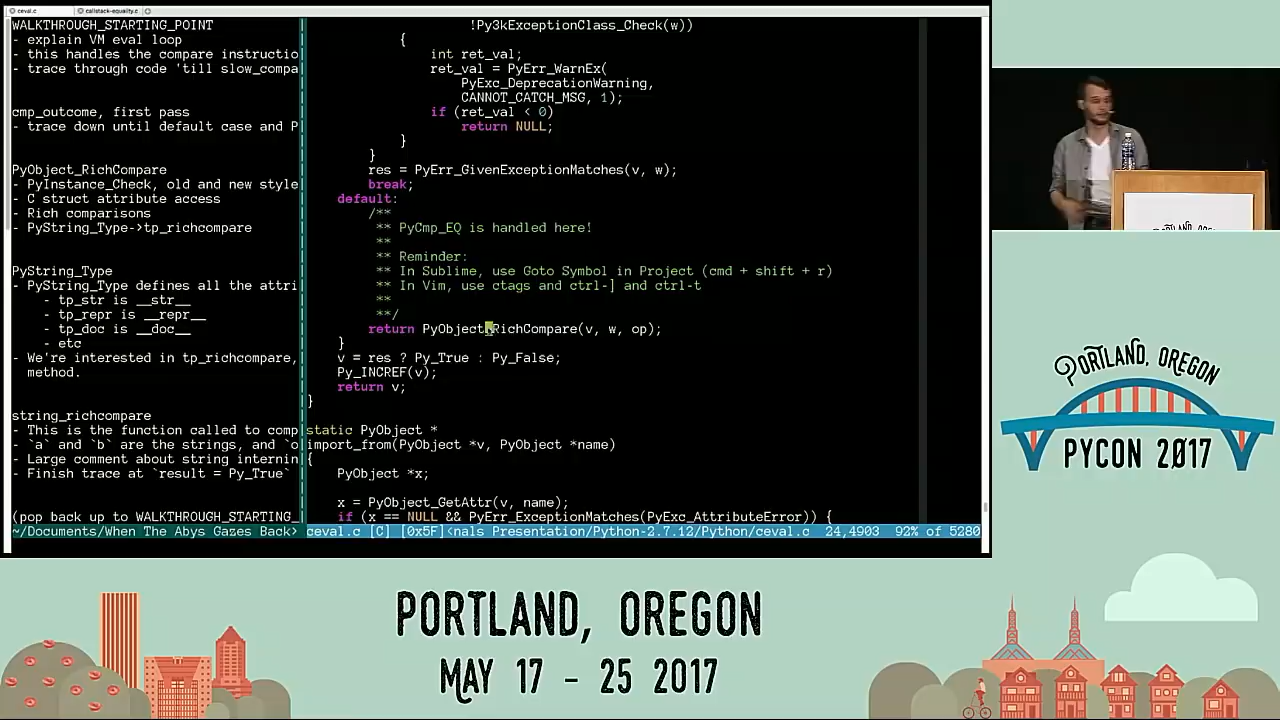 ceval.c
callstack-equality.c
WALKTHROUGH_STARTING_POINT
- explain VM eval loop
- this handles the compare instructio
- trace through code 'till slow_compa
cmp_outcome, first pass
- trace down until default case and P
PyObject_RichCompare
- PyInstance_Check, old and new style
- C struct attribute access
- Rich comparisons
- PyString_Type->tp_richcompare
PyString_Type
- PyString_Type defines all the attri
- tp_str is __str__
- tp_repr is __repr__
- tp_doc is __doc__
- etc
- We're interested in tp_richcompare,
method.
string_richcompare
- This is the function called to comp
- `a` and `b` are the strings, and `o
- Large comment about string internin
- Finish trace at `result = Py_True`
(pop back up to WALKTHROUGH_STARTING_
~/Documents/When The Abys Gazes Back>
!Py3kExceptionClass_Check(w))
{
int ret_val;
ret_val = PyErr_WarnEx(
PyExc_DeprecationWarning,
CANNOT_CATCH_MSG, 1);
if (ret_val < 0)
return NULL;
}
}
res = PyErr_GivenExceptionMatches(v, w);
break;
default:
/**
** PyCmp_EQ is handled here!
**
** Reminder:
** In Sublime, use Goto Symbol in Project (cmd + shift + r)
** In Vim, use ctags and ctrl-] and ctrl-t
**
**/
return PyObject_RichCompare(v, w, op);
}
v = res ? Py_True : Py_False;
Py_INCREF(v);
return v;
}
static PyObject *
import_from(PyObject *v, PyObject *name)
{
PyObject *x;
x = PyObject_GetAttr(v, name);
if (x == NULL && PyErr_ExceptionMatches(PyExc_AttributeError)) {
ceval.c [C] [0x5F]<nals Presentation/Python-2.7.12/Python/ceval.c 24,4903 92% of 5280
PORTLAND, OREGON
PYCON 2017
PORTLAND, OREGON
MAY 17 - 25 2017